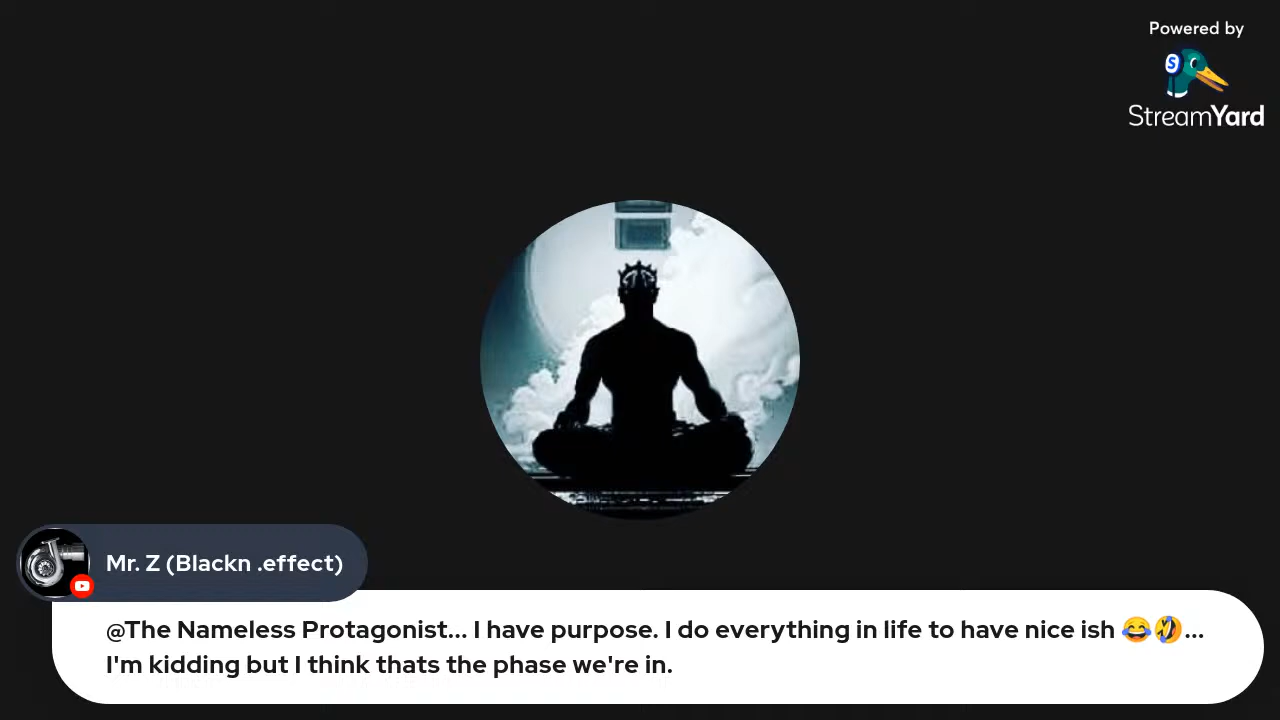 Powered by
S
StreamYard
Mr. Z (Blackn .effect)
@The Nameless Protagonist... I have purpose. I do everything in life to have nice ish 😂🤣...
I'm kidding but I think thats the phase we're in.